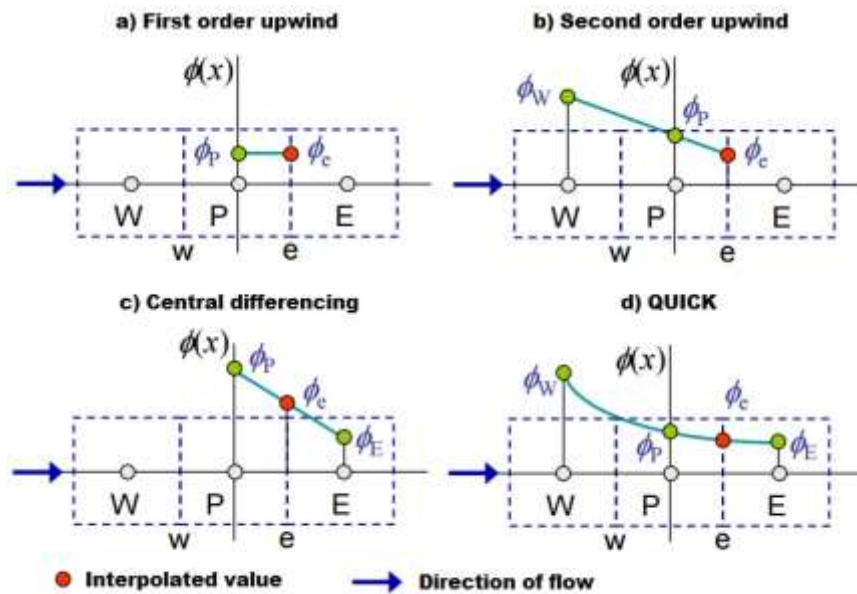 a) First order upwind
ϕ(x)
ϕP ϕe
W P E
w e
b) Second order upwind
ϕ(x)
ϕW ϕP
ϕe
W P E
w e
c) Central differencing
ϕ(x)
ϕP
ϕe
ϕE
W P E
w e
d) QUICK
ϕ(x)
ϕW ϕe
ϕP ϕE
W P E
w e
Interpolated value Direction of flow